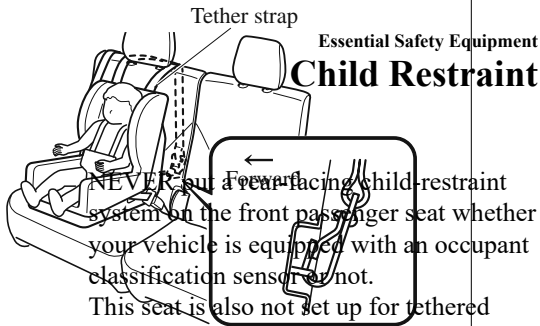 Tether strap
Essential Safety Equipment
Child Restraint
Forward
NEVER put a rear-facing child-restraint
system on the front passenger seat whether
your vehicle is equipped with an occupant
classification sensor or not.
This seat is also not set up for tethered